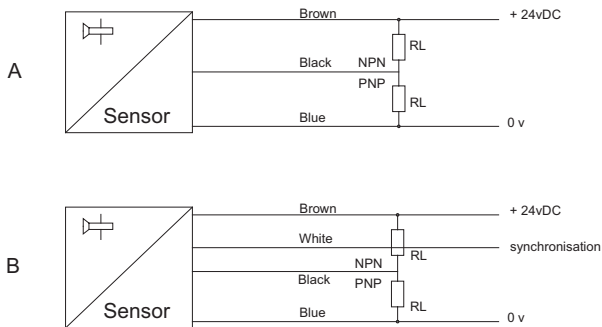 Brown + 24vDC
RL
A Black NPN
PNP
RL
Sensor
Blue 0 v
Brown + 24vDC
White synchronisation
RL
B NPN
Black PNP
RL
Sensor
Blue 0 v